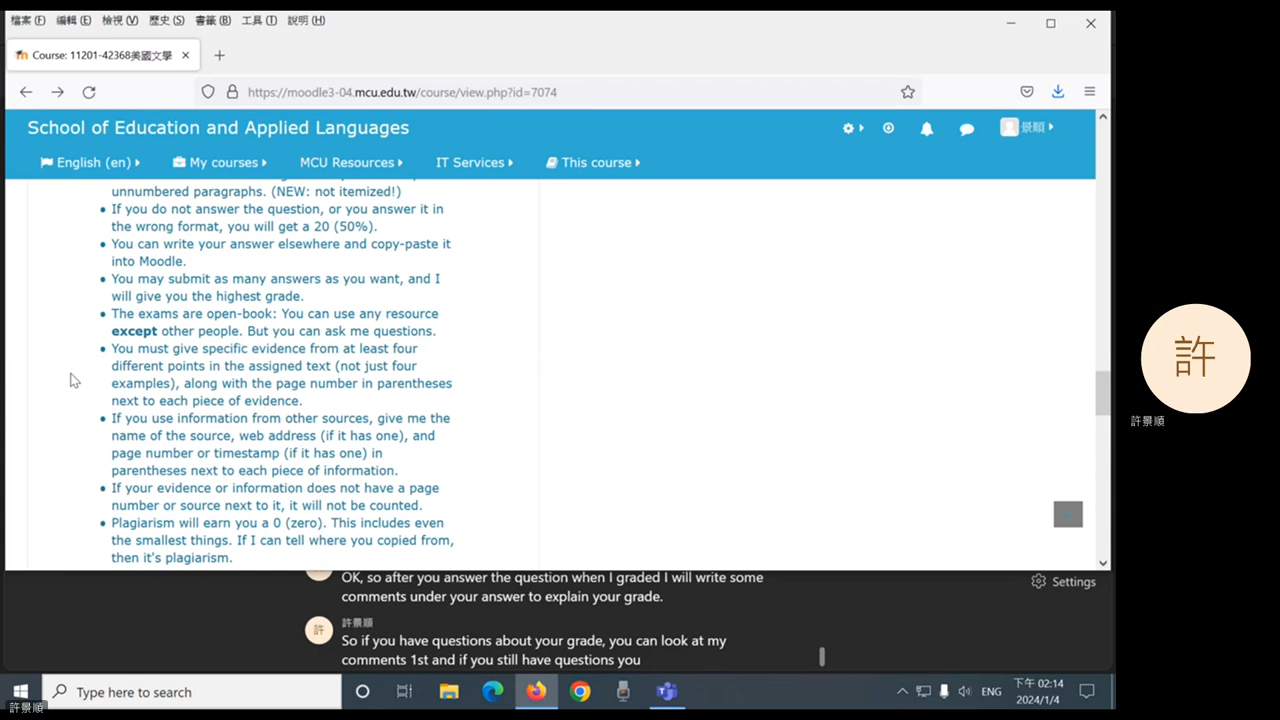 檔案(F) 編輯(E) 檢視(V) 歷史(S) 書籤(B) 工具(T) 說明(H)
Course: 11201-42368美國文學
https://moodle3-04.mcu.edu.tw/course/view.php?id=7074
School of Education and Applied Languages
景順
English (en) My courses MCU Resources IT Services This course
unnumbered paragraphs. (NEW: not itemized!)
• If you do not answer the question, or you answer it in
the wrong format, you will get a 20 (50%).
• You can write your answer elsewhere and copy-paste it
into Moodle.
• You may submit as many answers as you want, and I
will give you the highest grade.
• The exams are open-book: You can use any resource
except other people. But you can ask me questions.
• You must give specific evidence from at least four
different points in the assigned text (not just four
examples), along with the page number in parentheses
next to each piece of evidence.
• If you use information from other sources, give me the
name of the source, web address (if it has one), and
page number or timestamp (if it has one) in
parentheses next to each piece of information.
• If your evidence or information does not have a page
number or source next to it, it will not be counted.
• Plagiarism will earn you a 0 (zero). This includes even
the smallest things. If I can tell where you copied from,
then it's plagiarism.
OK, so after you answer the question when I graded I will write some
comments under your answer to explain your grade.
Settings
許景順
許
So if you have questions about your grade, you can look at my
comments 1st and if you still have questions you
Type here to search
ENG
下午 02:14
2024/1/4
許景順
許
許景順